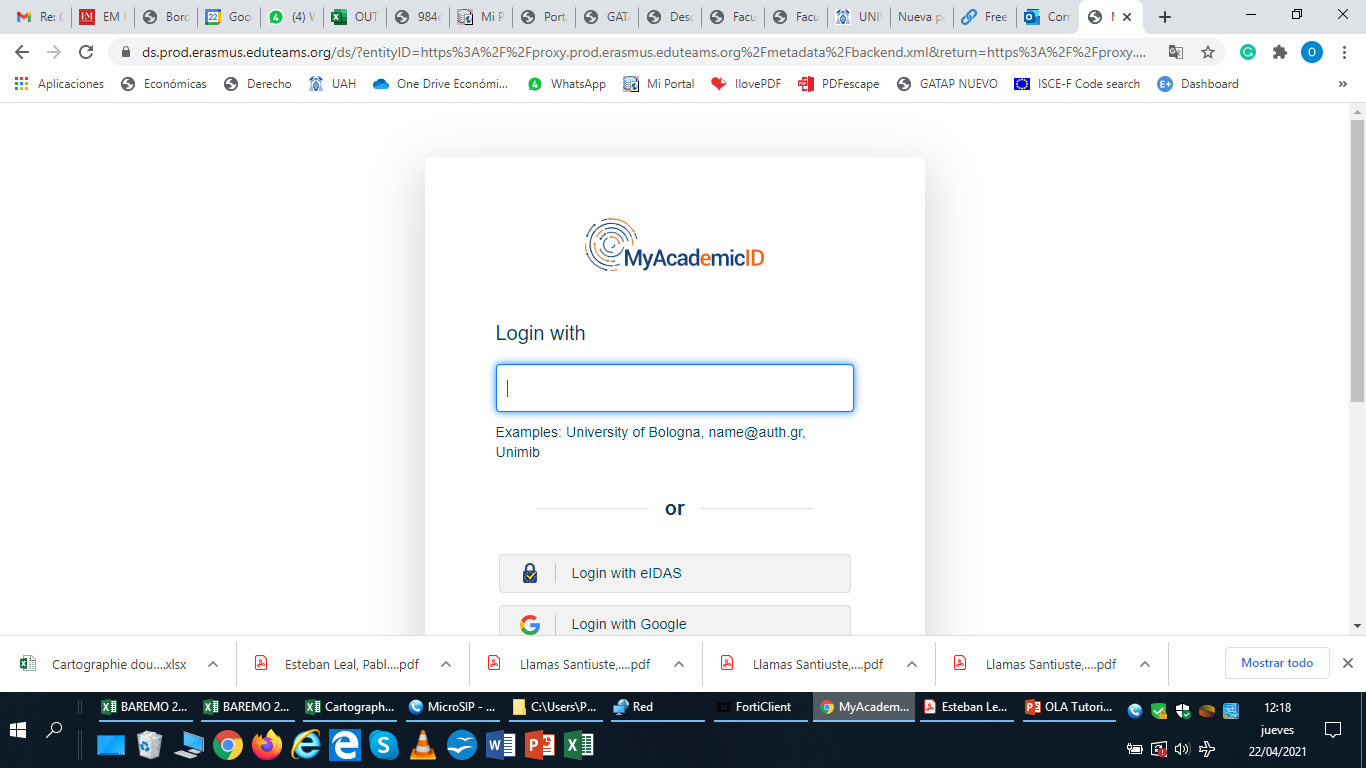 Re: C
EM I
Bord
Goo
(4) W
OUT
984c
Mi P
Port
GAT
Desc
Facu
Facu
UNI
Nueva pe
Free
Corr
ds.prod.erasmus.eduteams.org/ds/?entityID=https%3A%2F%2Fproxy.prod.erasmus.eduteams.org%2Fmetadata%2Fbackend.xml&return=https%3A%2F%2Fproxy....
O
Aplicaciones
Económicas
Derecho
UAH
One Drive Económi...
WhatsApp
Mi Portal
IlovePDF
PDFescape
GATAP NUEVO
ISCE-F Code search
Dashboard
MyAcademicID
Login with
Examples: University of Bologna, name@auth.gr,
Unimib
or
Login with eIDAS
Login with Google
Cartographie dou....xlsx
Esteban Leal, Pabl....pdf
Llamas Santiuste,....pdf
Llamas Santiuste,....pdf
Llamas Santiuste,....pdf
Mostrar todo
BAREMO 2...
BAREMO 2...
Cartograph...
MicroSIP - ...
C:\Users\P...
Red
FortiClient
MyAcadem...
Esteban Le...
OLA Tutori...
12:18
jueves
22/04/2021